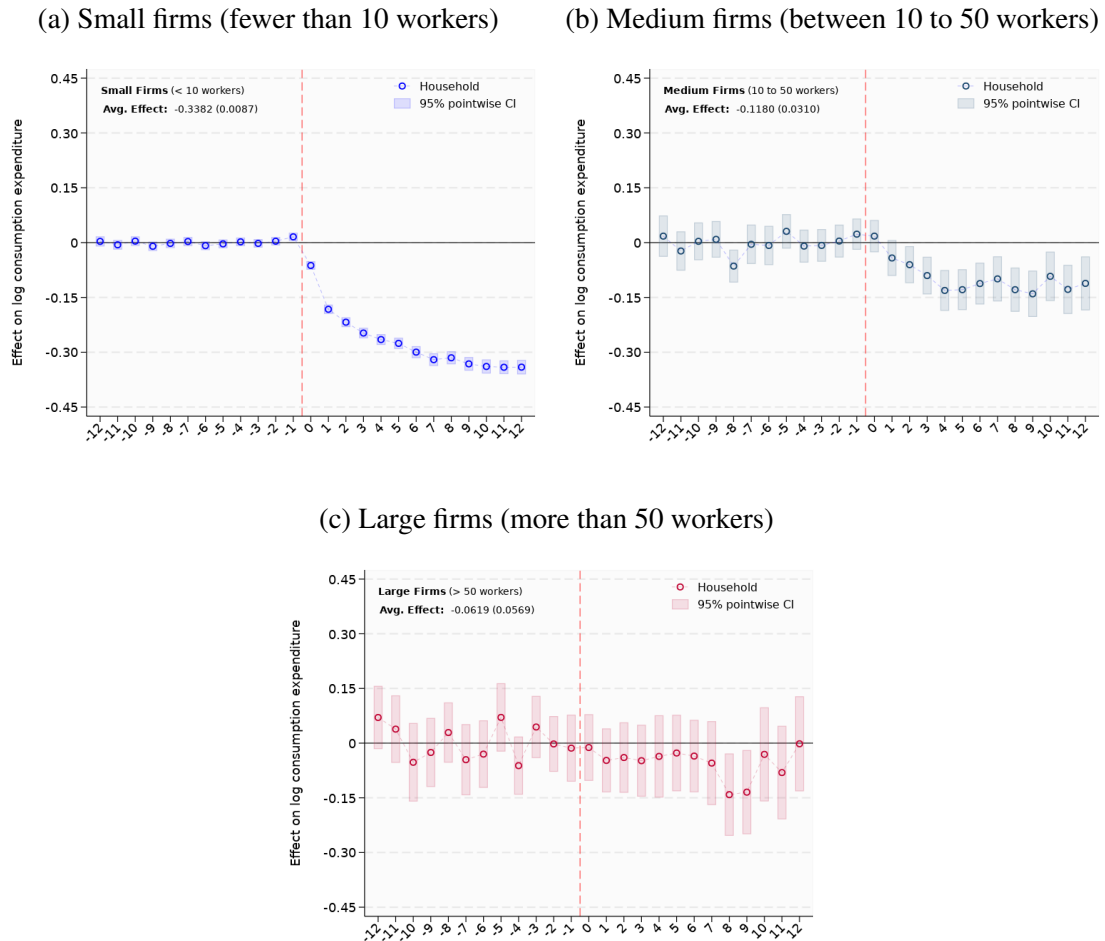 (a) Small firms (fewer than 10 workers)
Effect on log consumption expenditure
0.45
0.30
0.15
0
-0.15
-0.30
-0.45
Small Firms (< 10 workers)
Avg. Effect: -0.3382 (0.0087)
Household
95% pointwise CI
-12 -11 -10 -9 -8 -7 -6 -5 -4 -3 -2 -1 0 1 2 3 4 5 6 7 8 9 10 11 12
(b) Medium firms (between 10 to 50 workers)
Effect on log consumption expenditure
0.45
0.30
0.15
0
-0.15
-0.30
-0.45
Medium Firms (10 to 50 workers)
Avg. Effect: -0.1180 (0.0310)
Household
95% pointwise CI
-12 -11 -10 -9 -8 -7 -6 -5 -4 -3 -2 -1 0 1 2 3 4 5 6 7 8 9 10 11 12
(c) Large firms (more than 50 workers)
Effect on log consumption expenditure
0.45
0.30
0.15
0
-0.15
-0.30
-0.45
Large Firms (> 50 workers)
Avg. Effect: -0.0619 (0.0569)
Household
95% pointwise CI
-12 -11 -10 -9 -8 -7 -6 -5 -4 -3 -2 -1 0 1 2 3 4 5 6 7 8 9 10 11 12